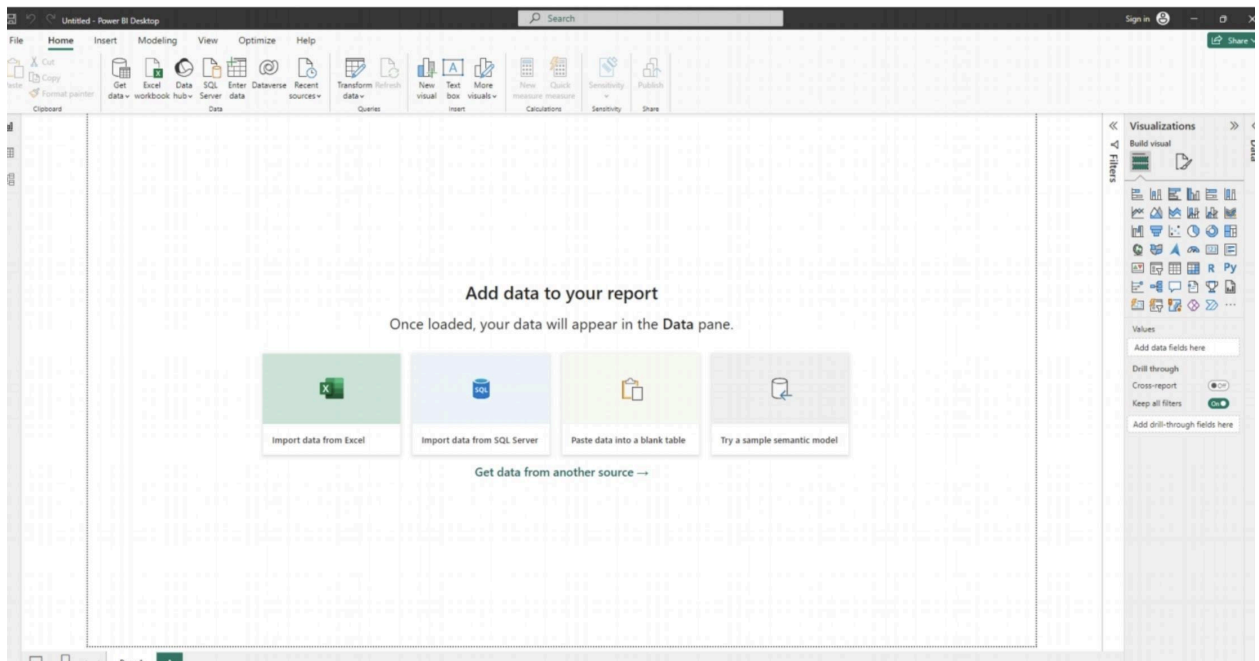 Untitled - Power BI Desktop
Search
Sign in
File Home Insert Modeling View Optimize Help
Share
Cut
Copy
Format painter
Clipboard
Get data
Excel workbook
Data hub
SQL Server
Enter data
Dataverse
Recent sources
Data
Transform data
Refresh
Queries
New visual
Text box
More visuals
Insert
New measure
Quick measure
Calculations
Sensitivity
Sensitivity
Publish
Share
Filters
Visualizations
Data
Build visual
R Py
Values
Add data fields here
Drill through
Cross-report
Off
Keep all filters
On
Add drill-through fields here
Add data to your report
Once loaded, your data will appear in the Data pane.
Import data from Excel
SQL
Import data from SQL Server
Paste data into a blank table
Try a sample semantic model
Get data from another source →